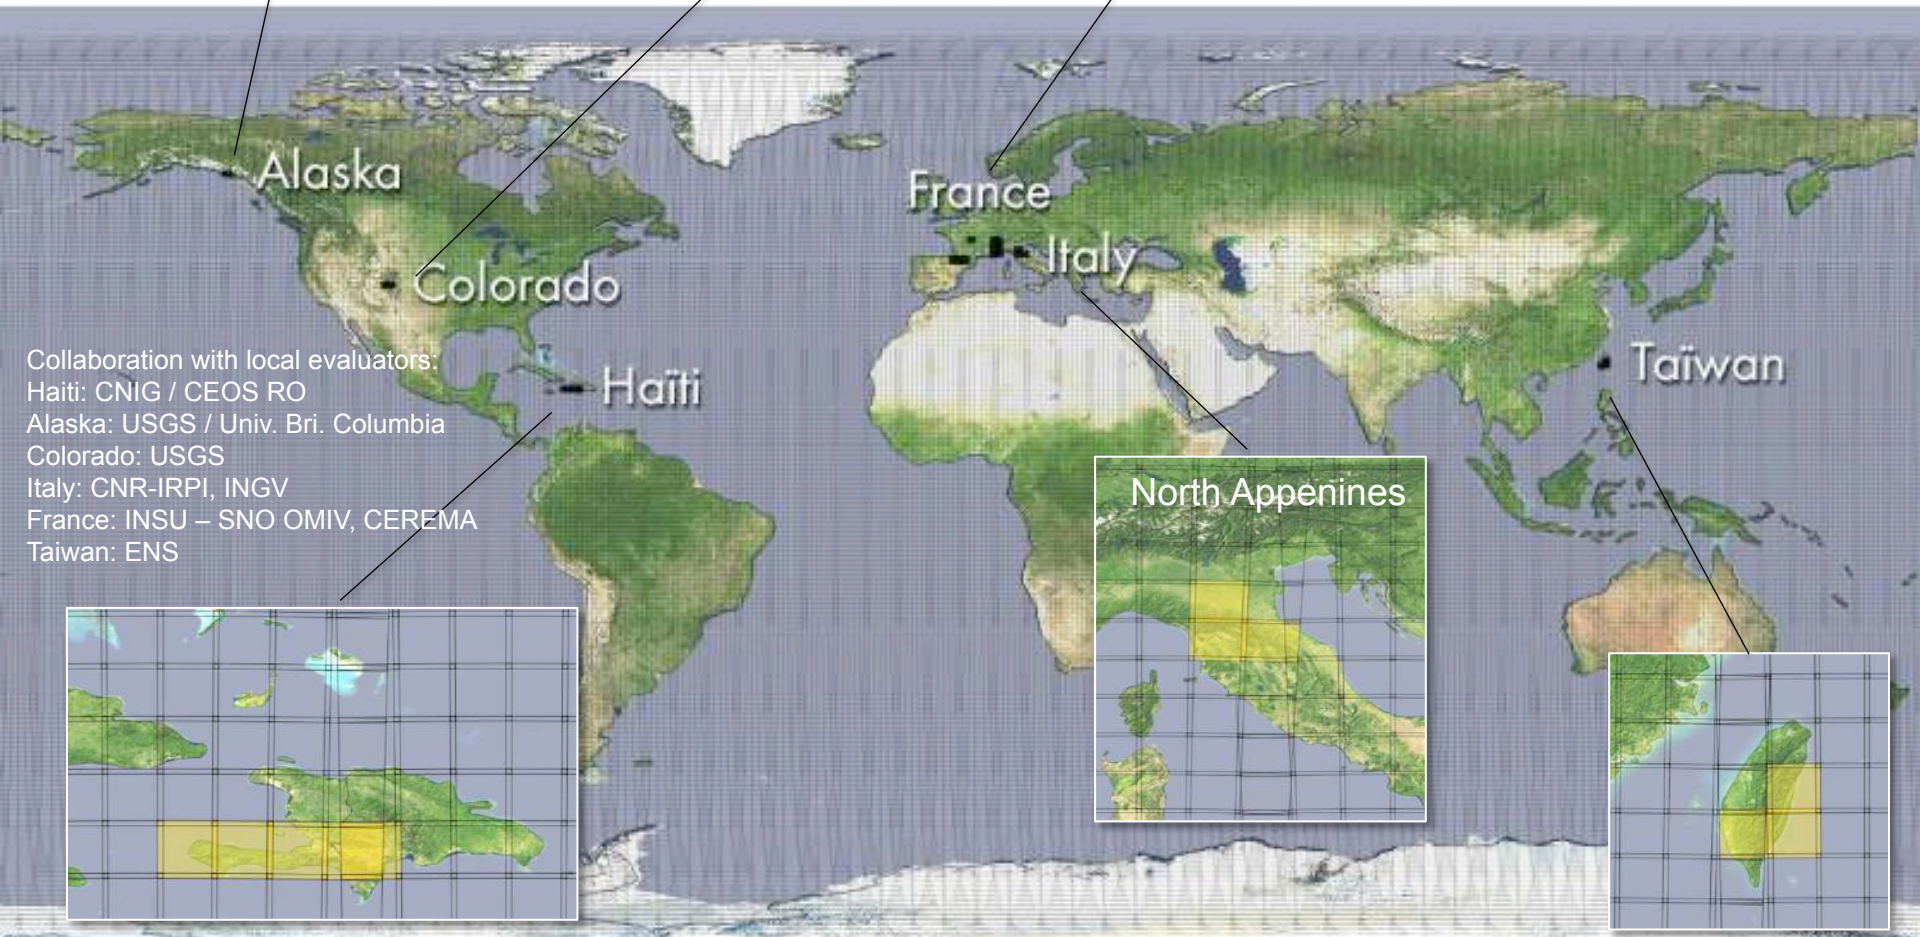 Alaska
France
Italy
Colorado
Collaboration with local evaluators:
Haiti: CNIG / CEOS RO
Alaska: USGS / Univ. Bri. Columbia
Colorado: USGS
Italy: CNR-IRPI, INGV
France: INSU – SNO OMIV, CEREMA
Taiwan: ENS
Haïti
Taïwan
North Appenines